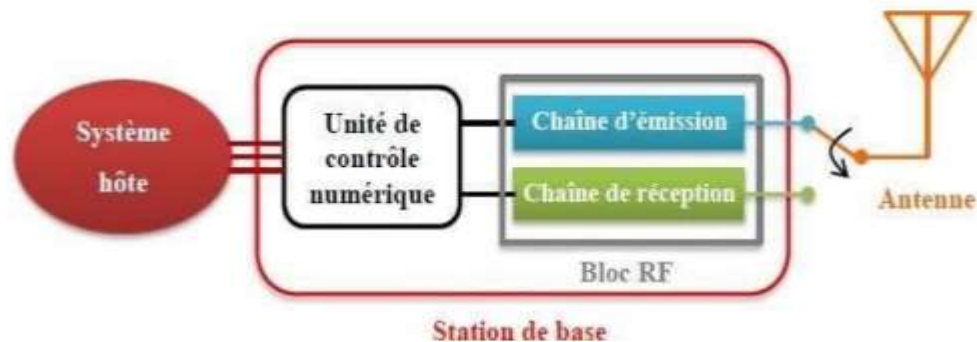 Système
hôte
Unité de
contrôle
numérique
Chaîne d'émission
Chaîne de réception
Bloc RF
Antenne
Station de base